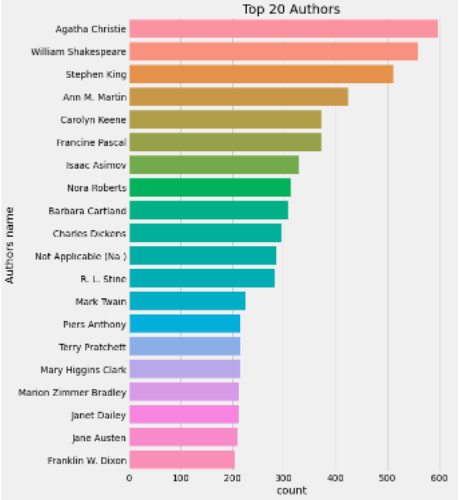 Top 20 Authors
Agatha Christie
William Shakespeare
Stephen King
Ann M. Martin
Carolyn Keene
Francine Pascal
Isaac Asimov
Nora Roberts
Barbara Cartland
Charles Dickens
Not Applicable (Na )
R. L. Stine
Mark Twain
Piers Anthony
Terry Pratchett
Mary Higgins Clark
Marion Zimmer Bradley
Janet Dailey
Jane Austen
Franklin W. Dixon
Authors name
0 100 200 300 400 500 600
count